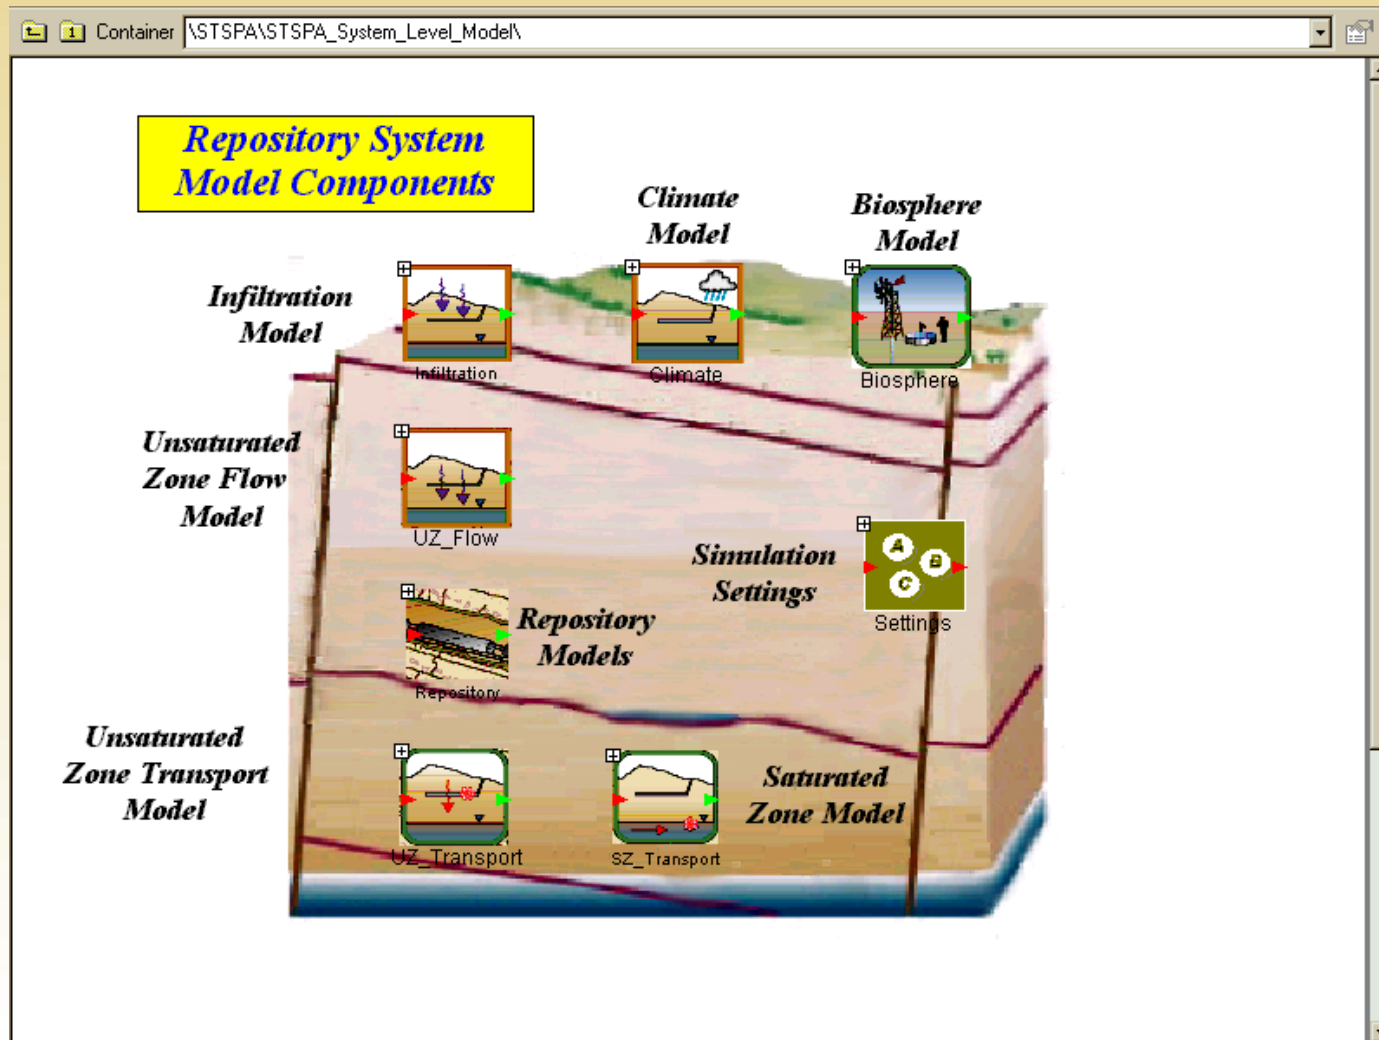 Container \STSPA\STSPA_System_Level_Model\
Repository System
Model Components
Climate
Model
Biosphere
Model
Infiltration
Model
Infiltration
Climate
Biosphere
Unsaturated
Zone Flow
Model
UZ_Flow
Simulation
Settings
A
B
C
Settings
Repository
Models
Repository
Unsaturated
Zone Transport
Model
UZ_Transport
SZ_Transport
Saturated
Zone Model